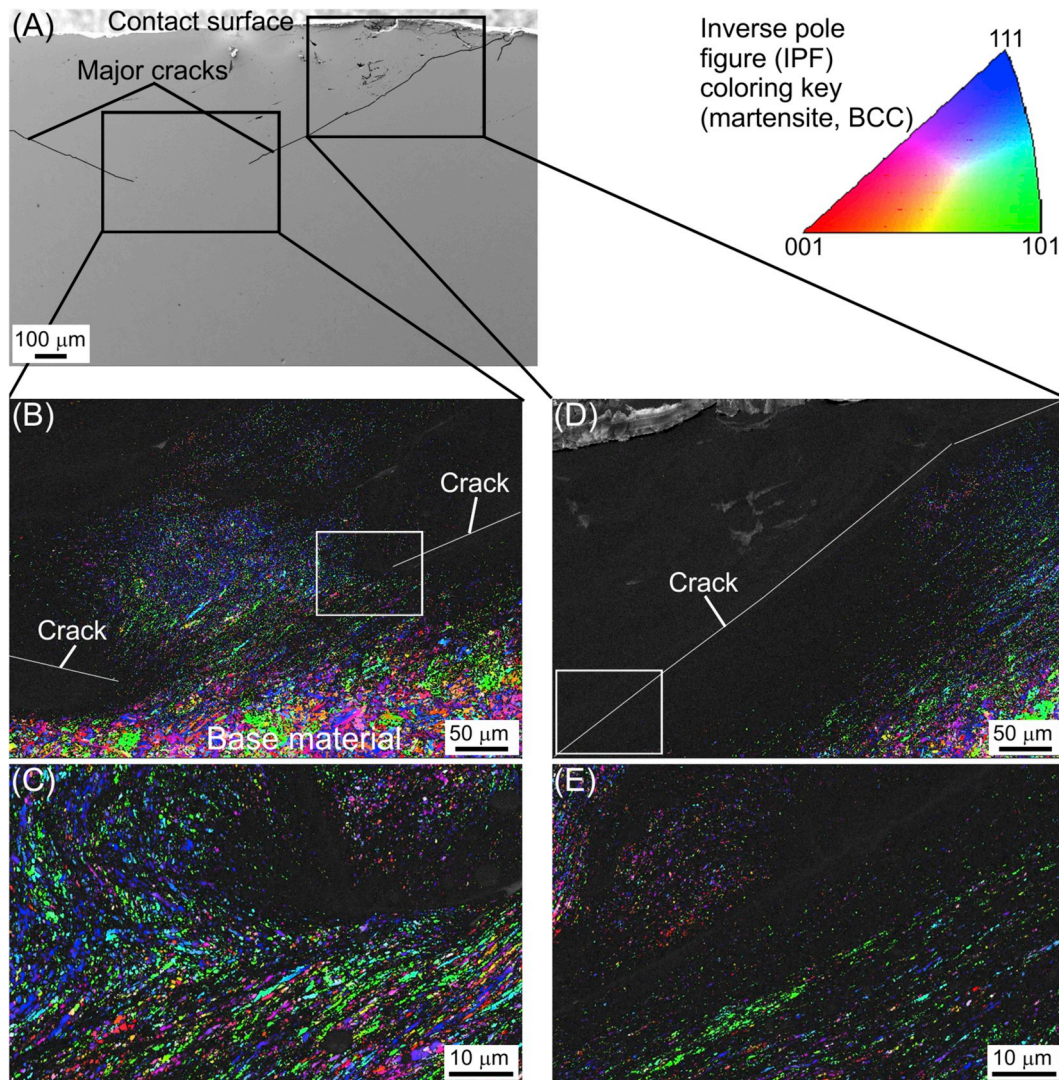 (A)
Contact surface
Major cracks
100 μm
Inverse pole
figure (IPF)
coloring key
(martensite, BCC)
111
001
101
(B)
Crack
Crack
Base material
50 μm
(D)
Crack
50 μm
(C)
10 μm
(E)
10 μm